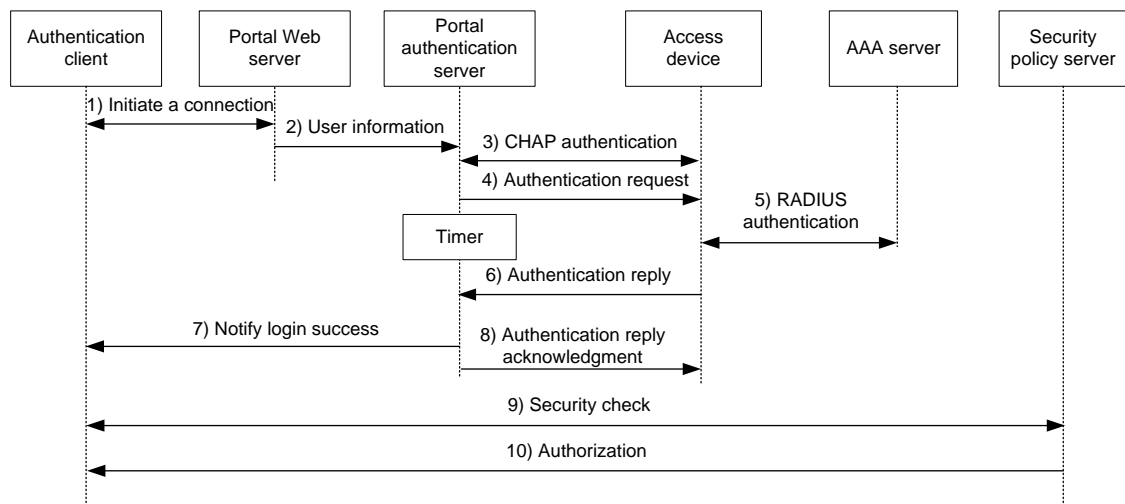 Authentication
client
Portal Web
server
Portal
authentication
server
Access
device
AAA server
Security
policy server
1) Initiate a connection
2) User information
3) CHAP authentication
4) Authentication request
5) RADIUS
authentication
Timer
6) Authentication reply
7) Notify login success
8) Authentication reply
acknowledgment
9) Security check
10) Authorization